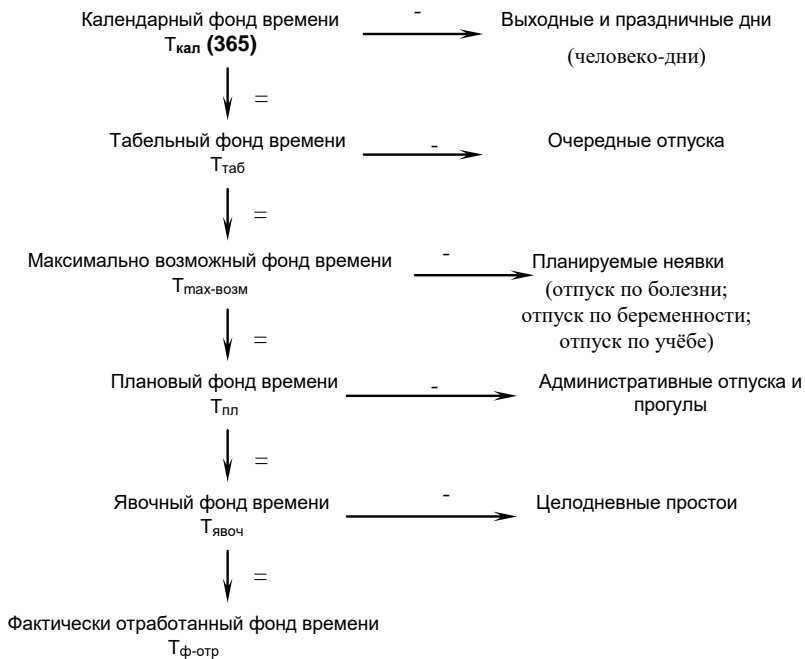 Календарный фонд времени
-
Выходные и праздничные дни
Ткал (365)
(человеко-дни)
=
Табельный фонд времени
-
Очередные отпуска
Ттаб
=
Максимально возможный фонд времени
-
Планируемые неявки
Тmax-возм
(отпуск по болезни;
отпуск по беременности;
отпуск по учёбе)
=
Плановый фонд времени
-
Административные отпуска и
Тпл
прогулы
=
Явочный фонд времени
-
Целодневные простои
Тявоч
=
Фактически отработанный фонд времени
Тф-отр